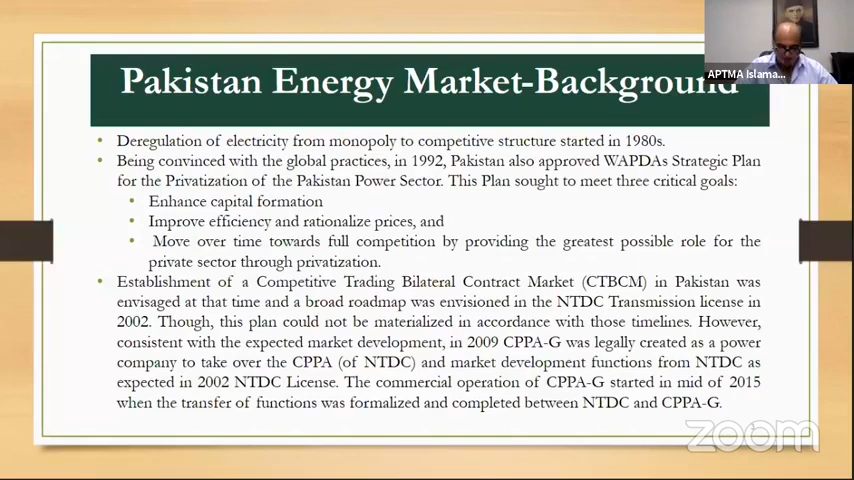 Pakistan Energy Market-Background
APTMA Islama...
• Deregulation of electricity from monopoly to competitive structure started in 1980s.
• Being convinced with the global practices, in 1992, Pakistan also approved WAPDAs Strategic Plan
for the Privatization of the Pakistan Power Sector. This Plan sought to meet three critical goals:
• Enhance capital formation
• Improve efficiency and rationalize prices, and
• Move over time towards full competition by providing the greatest possible role for the
private sector through privatization.
• Establishment of a Competitive Trading Bilateral Contract Market (CTBCM) in Pakistan was
envisaged at that time and a broad roadmap was envisioned in the NTDC Transmission license in
2002. Though, this plan could not be materialized in accordance with those timelines. However,
consistent with the expected market development, in 2009 CPPA-G was legally created as a power
company to take over the CPPA (of NTDC) and market development functions from NTDC as
expected in 2002 NTDC License. The commercial operation of CPPA-G started in mid of 2015
when the transfer of functions was formalized and completed between NTDC and CPPA-G.
zoom